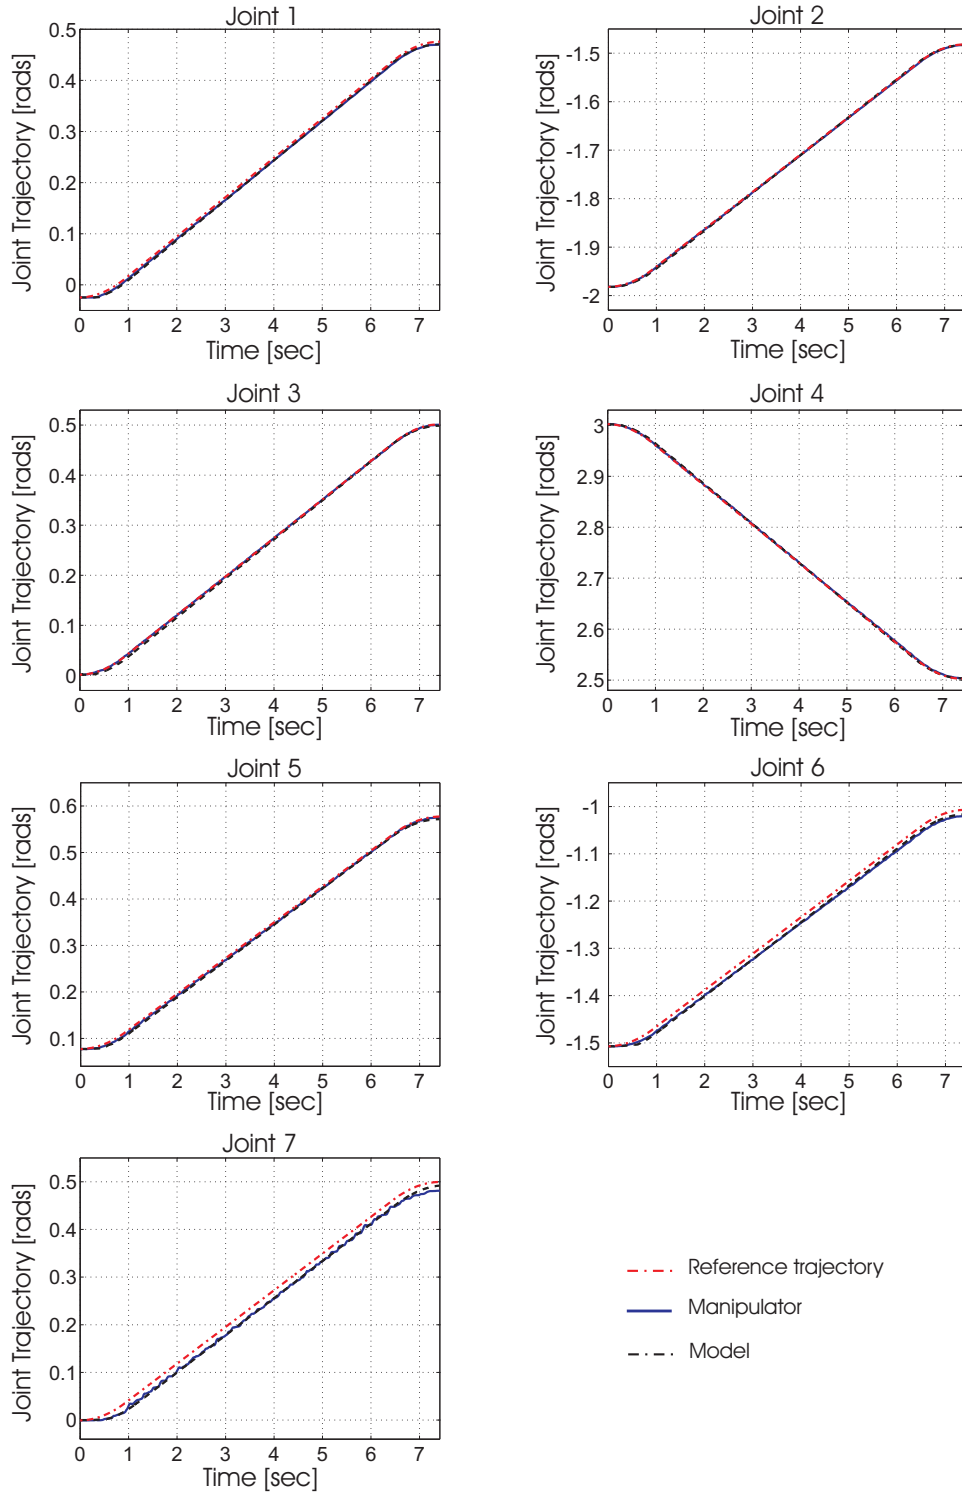 Joint 1
Joint Trajectory [rads]
0.5
0.4
0.3
0.2
0.1
0
0 1 2 3 4 5 6 7
Time [sec]
Joint 2
Joint Trajectory [rads]
-1.5
-1.6
-1.7
-1.8
-1.9
-2
0 1 2 3 4 5 6 7
Time [sec]
Joint 3
Joint Trajectory [rads]
0.5
0.4
0.3
0.2
0.1
0
0 1 2 3 4 5 6 7
Time [sec]
Joint 4
Joint Trajectory [rads]
3
2.9
2.8
2.7
2.6
2.5
0 1 2 3 4 5 6 7
Time [sec]
Joint 5
Joint Trajectory [rads]
0.6
0.5
0.4
0.3
0.2
0.1
0 1 2 3 4 5 6 7
Time [sec]
Joint 6
Joint Trajectory [rads]
-1
-1.1
-1.2
-1.3
-1.4
-1.5
0 1 2 3 4 5 6 7
Time [sec]
Joint 7
Joint Trajectory [rads]
0.5
0.4
0.3
0.2
0.1
0
0 1 2 3 4 5 6 7
Time [sec]
Reference trajectory
Manipulator
Model